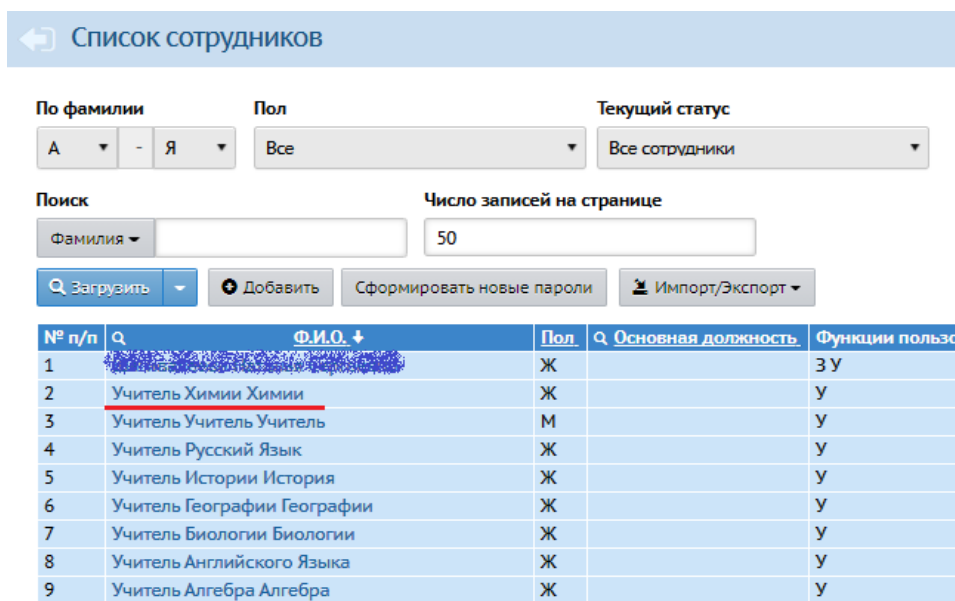 Список сотрудников
По фамилии Пол Текущий статус
А - Я Все Все сотрудники
Поиск Число записей на странице
Фамилия 50
Загрузить Добавить Сформировать новые пароли Импорт/Экспорт
№ п/п Ф.И.О. Пол Основная должность Функции пользо
1 Ж З У
2 Учитель Химии Химии Ж У
3 Учитель Учитель Учитель М У
4 Учитель Русский Язык Ж У
5 Учитель Истории История Ж У
6 Учитель Географии Географии Ж У
7 Учитель Биологии Биологии Ж У
8 Учитель Английского Языка Ж У
9 Учитель Алгебра Алгебра Ж У